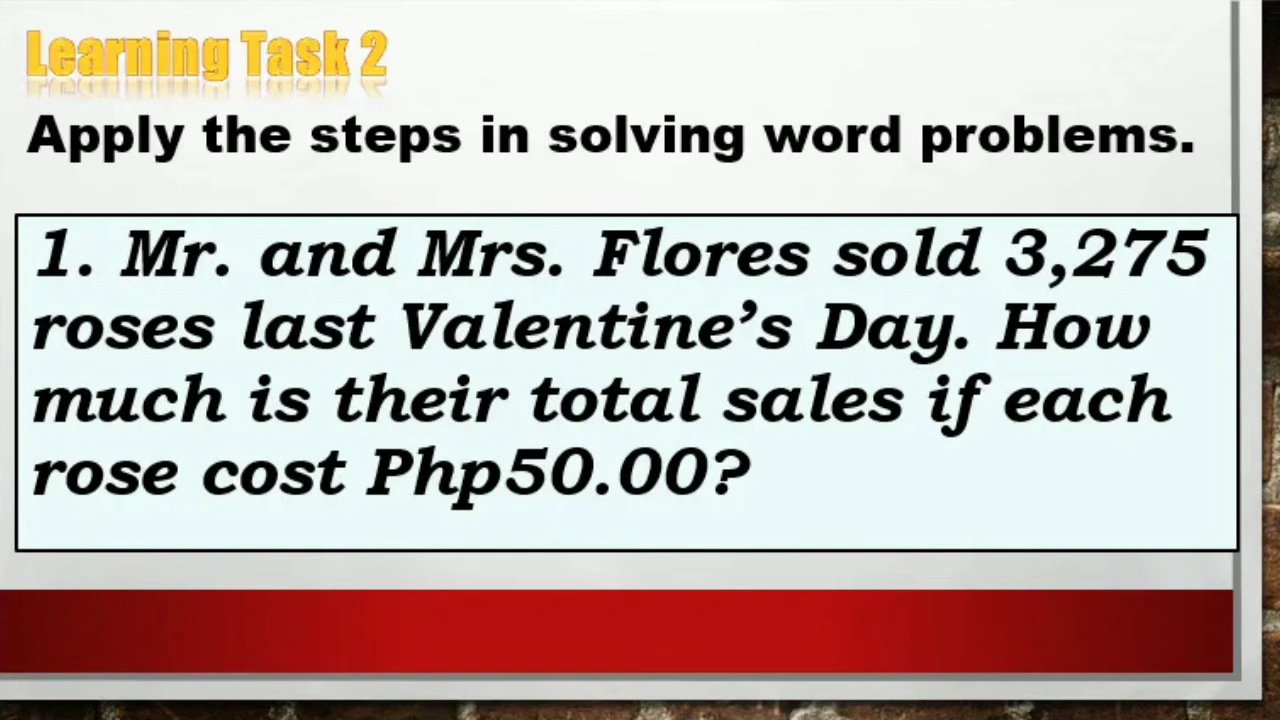 Learning Task 2
Apply the steps in solving word problems.
1. Mr. and Mrs. Flores sold 3,275
roses last Valentine’s Day. How
much is their total sales if each
rose cost Php50.00?